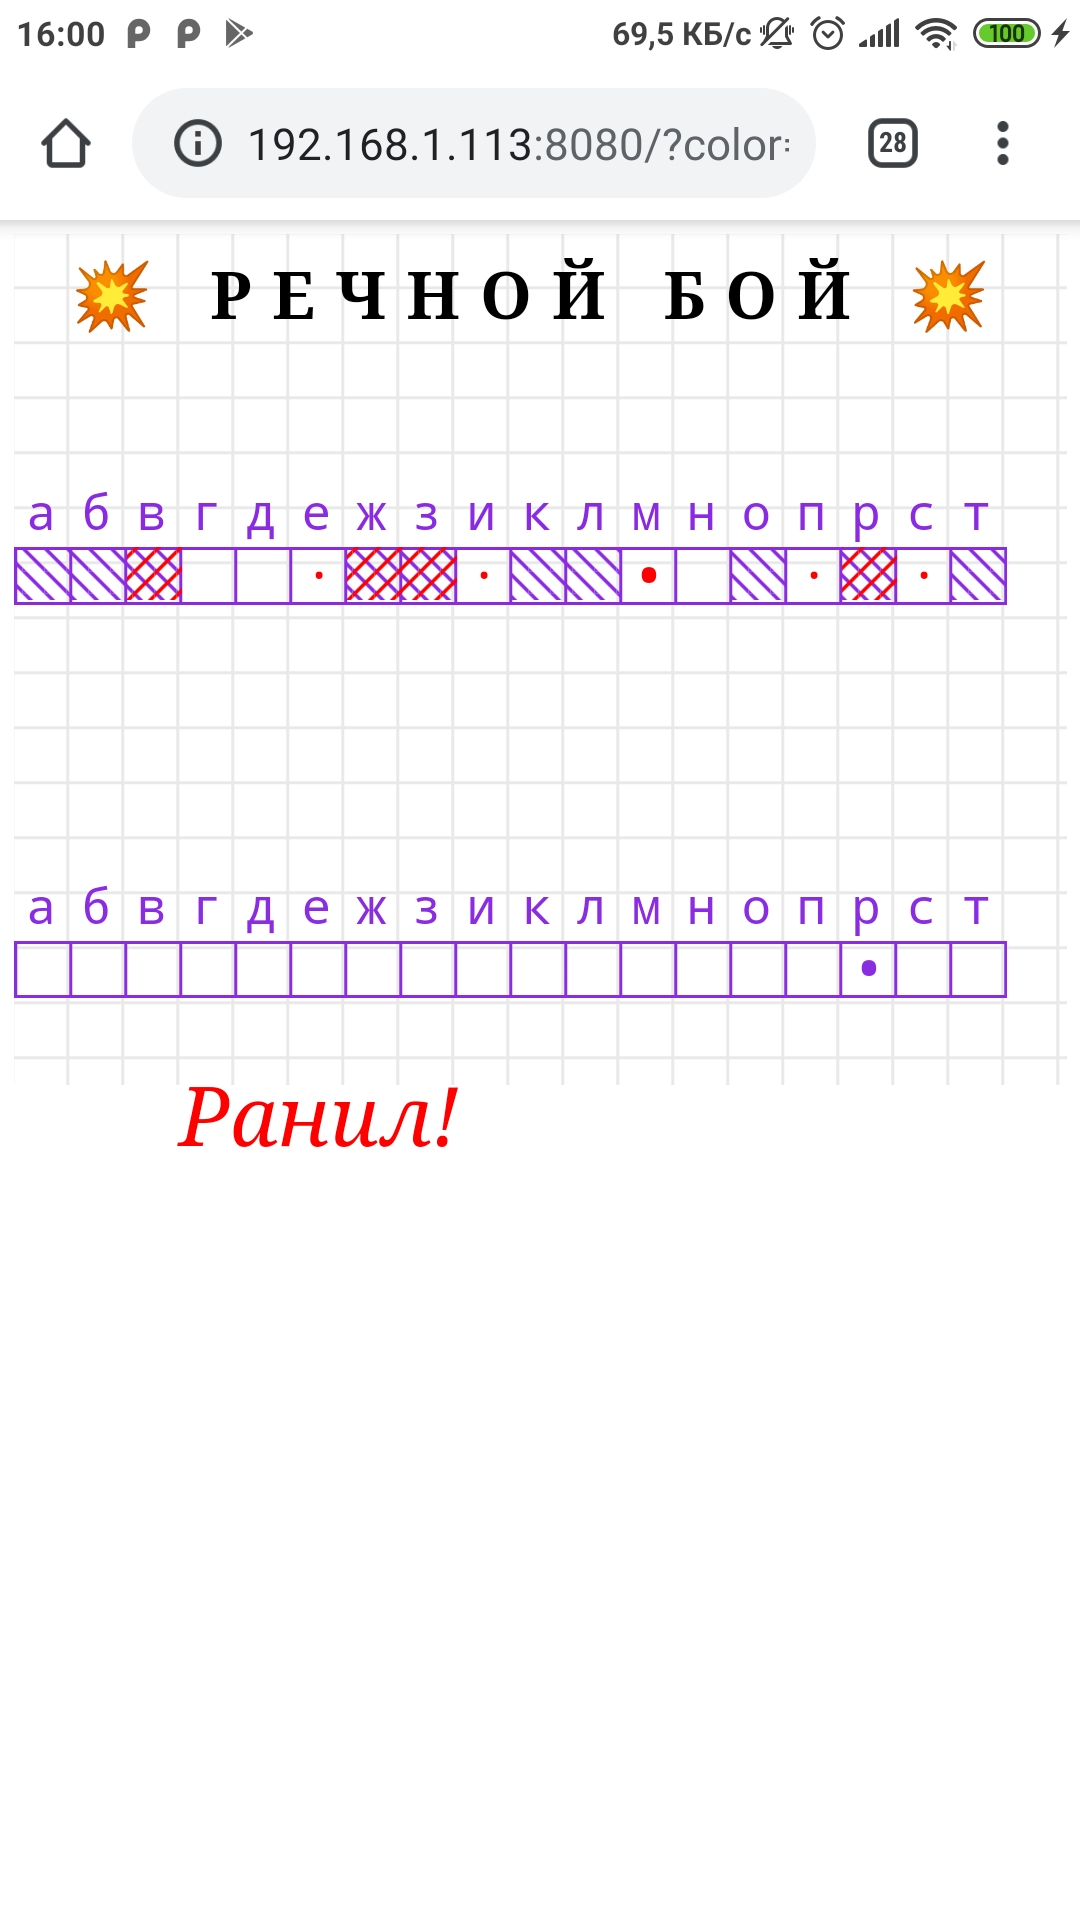 16:00 69,5 КБ/с 100
192.168.1.113:8080/?color= 28
💥 РЕЧНОЙ БОЙ 💥
а б в г д е ж з и к л м н о п р с т
а б в г д е ж з и к л м н о п р с т
Ранил!